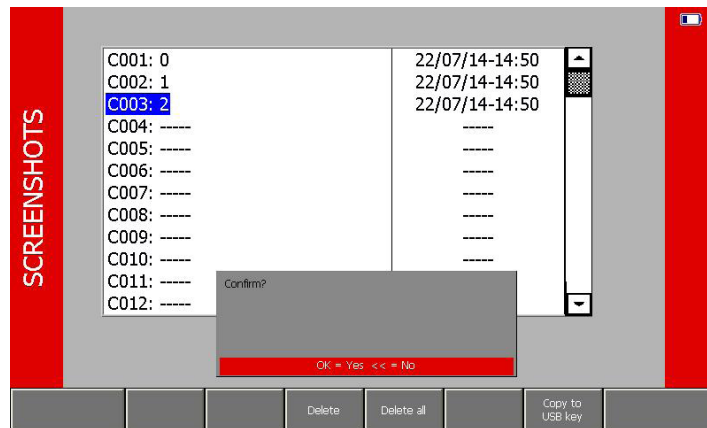 SCREENSHOTS
C001: 0 22/07/14-14:50
C002: 1 22/07/14-14:50
C003: 2 22/07/14-14:50
C004: ----- -----
C005: ----- -----
C006: ----- -----
C007: ----- -----
C008: ----- -----
C009: ----- -----
C010: ----- -----
C011: -----
C012: -----
Confirm?
OK = Yes << = No
Delete
Delete all
Copy to
USB key